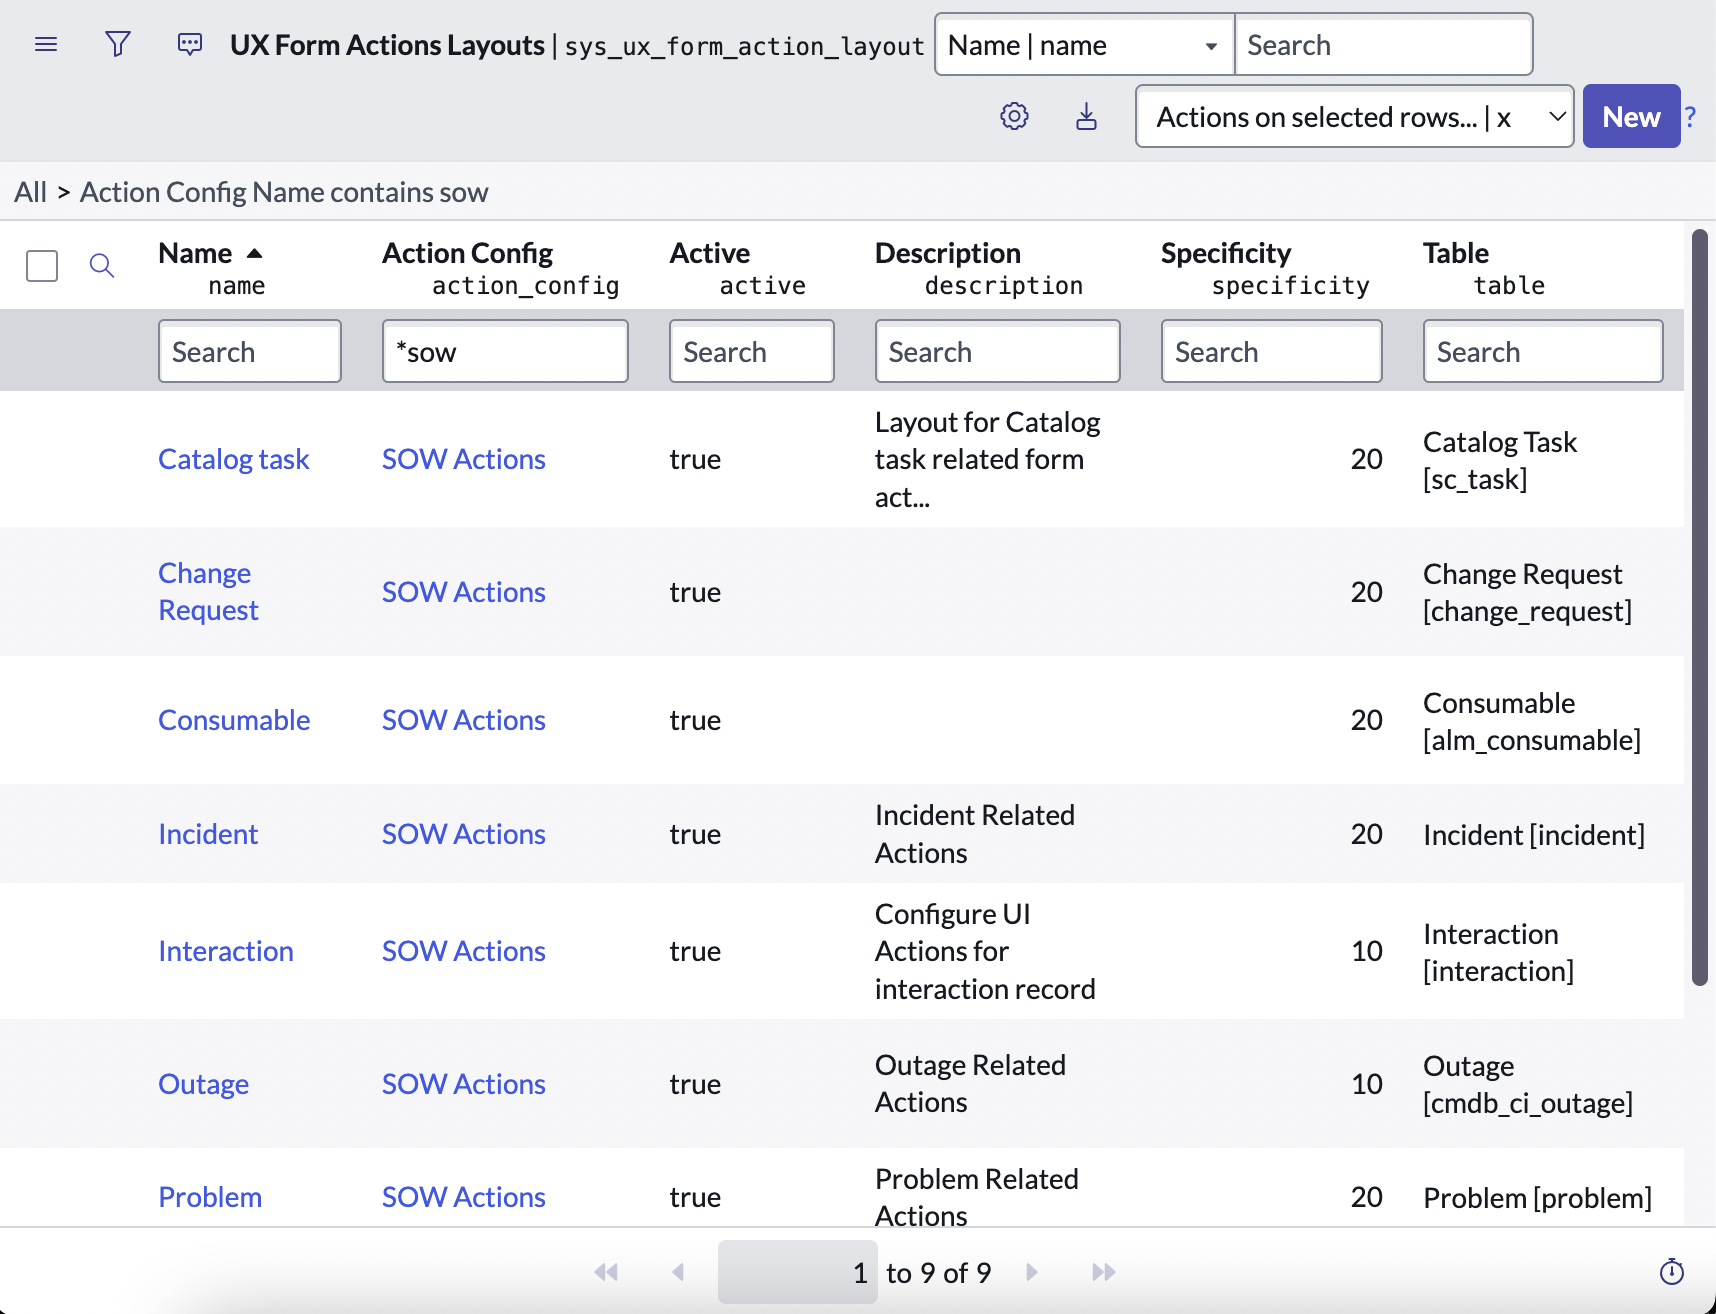 UX Form Actions Layouts | sys_ux_form_action_layout
Name | name
Search
Actions on selected rows... | x
New
?
All > Action Config Name contains sow
Name ▲ Action Config Active Description Specificity Table
name action_config active description specificity table
Search *sow Search Search Search Search
Catalog task SOW Actions true
Layout for Catalog
task related form
act...
20
Catalog Task
[sc_task]
Change
Request
SOW Actions true 20
Change Request
[change_request]
Consumable SOW Actions true 20
Consumable
[alm_consumable]
Incident SOW Actions true
Incident Related
Actions
20 Incident [incident]
Interaction SOW Actions true
Configure UI
Actions for
interaction record
10
Interaction
[interaction]
Outage SOW Actions true
Outage Related
Actions
10
Outage
[cmdb_ci_outage]
Problem SOW Actions true
Problem Related
Actions
20 Problem [problem]
1 to 9 of 9